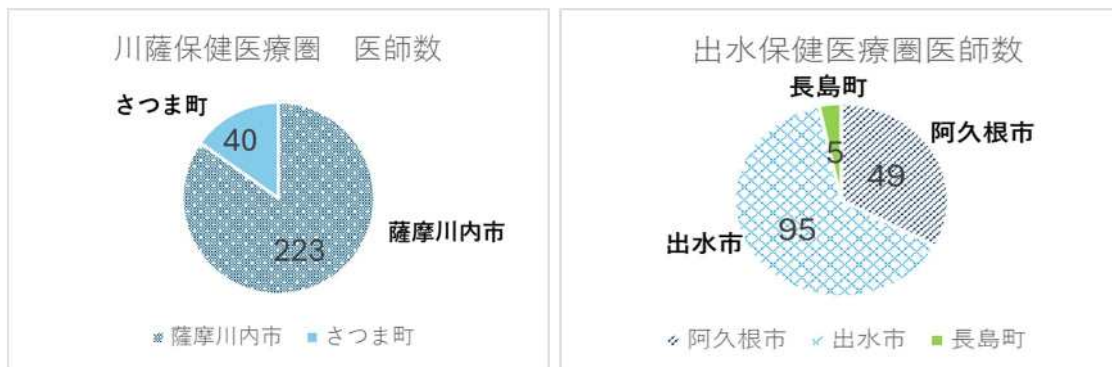 川薩保健医療圏　医師数
さつま町
40
223
薩摩川内市
薩摩川内市 さつま町
出水保健医療圏医師数
長島町
5
阿久根市
49
95
出水市
阿久根市 出水市 長島町